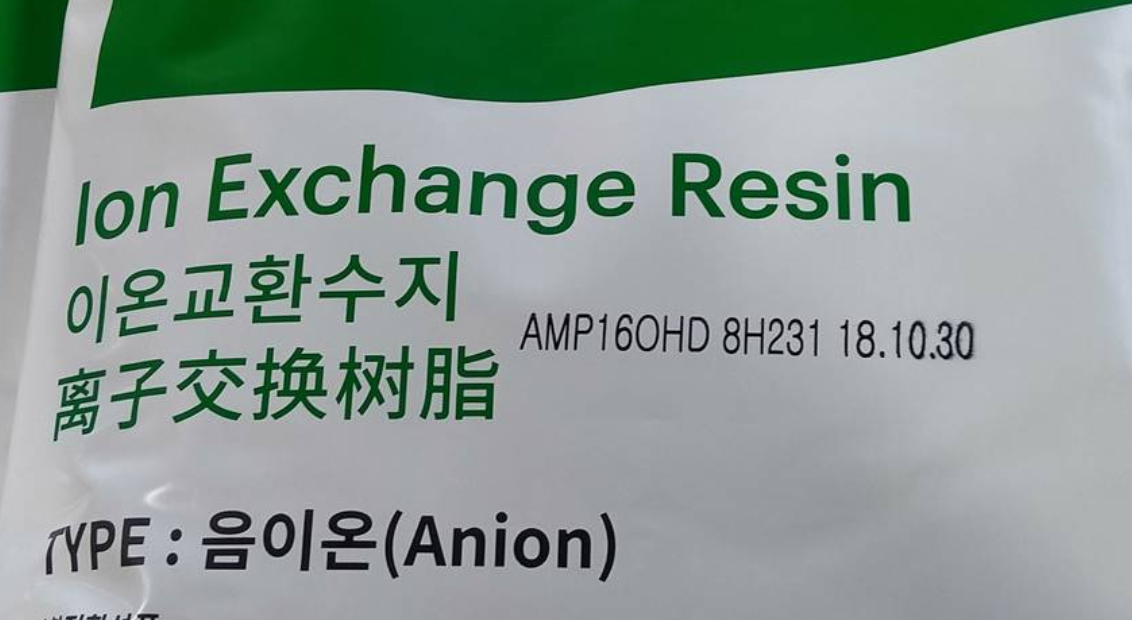 Ion Exchange Resin
이온교환수지
AMP16OHD 8H231 18.10.30
离子交换树脂
TYPE : 음이온(Anion)